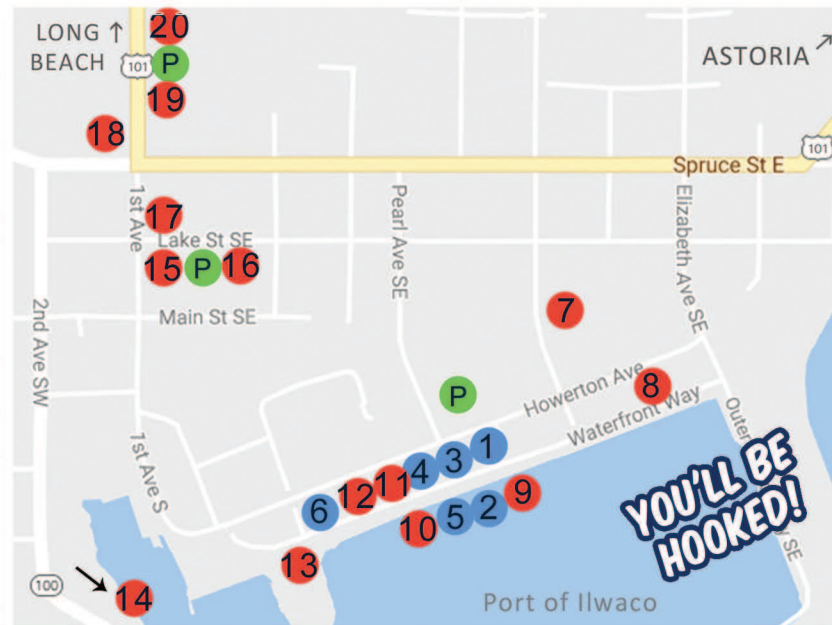 LONG ↑
BEACH
101
20
P
19
18
ASTORIA ↗
101
Spruce St E
1st Ave
17
Lake St SE
15
P
16
Main St SE
Pearl Ave SE
Elizabeth Ave SE
2nd Ave SW
7
P
Howerton Ave
8
Waterfront Way
1st Ave S
1
3
4
11
12
6
9
2
5
10
13
14
100
YOU'LL BE
HOOKED!
Port of Ilwaco
Outer
SE